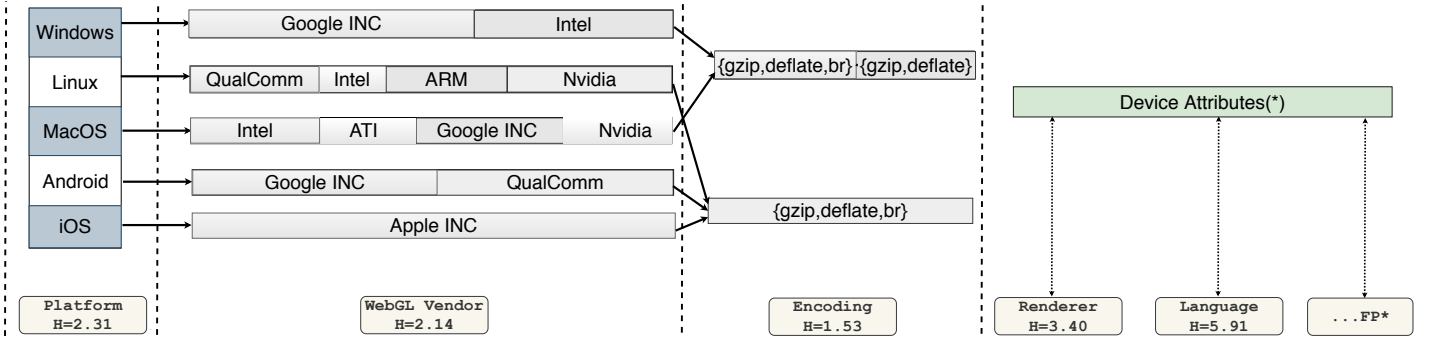 Windows
Linux
MacOS
Android
iOS
Google INC Intel
QualComm Intel ARM Nvidia
Intel ATI Google INC Nvidia
Google INC QualComm
Apple INC
{gzip,deflate,br} {gzip,deflate}
{gzip,deflate,br}
Device Attributes(*)
Platform
H=2.31
WebGL Vendor
H=2.14
Encoding
H=1.53
Renderer
H=3.40
Language
H=5.91
...FP*